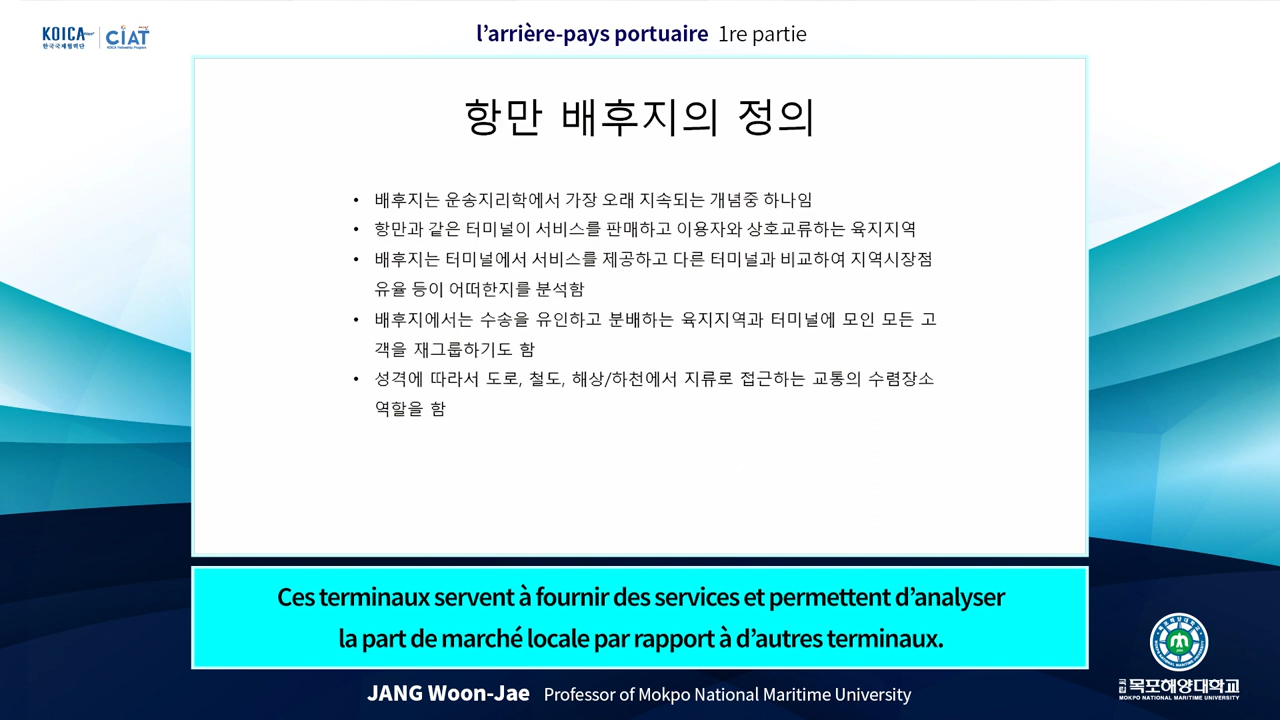 KOICA
한국국제협력단
CIAT
KOICA Fellowship Program
l’arrière-pays portuaire 1re partie
항만 배후지의 정의
• 배후지는 운송지리학에서 가장 오래 지속되는 개념중 하나임
• 항만과 같은 터미널이 서비스를 판매하고 이용자와 상호교류하는 육지지역
• 배후지는 터미널에서 서비스를 제공하고 다른 터미널과 비교하여 지역시장점
유율 등이 어떠한지를 분석함
• 배후지에서는 수송을 유인하고 분배하는 육지지역과 터미널에 모인 모든 고
객을 재그룹하기도 함
• 성격에 따라서 도로, 철도, 해상/하천에서 지류로 접근하는 교통의 수렴장소
역할을 함
Ces terminaux servent à fournir des services et permettent d’analyser
la part de marché locale par rapport à d’autres terminaux.
JANG Woon-Jae Professor of Mokpo National Maritime University
국립 목포해양대학교
MOKPO NATIONAL MARITIME UNIVERSITY